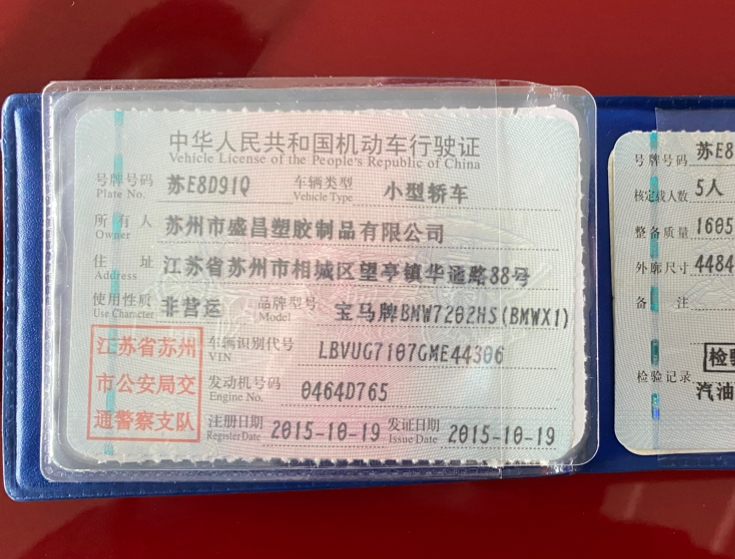 中华人民共和国机动车行驶证
Vehicle License of the People's Republic of China
号牌号码 苏E8D91Q 车辆类型 小型轿车
Plate No. Vehicle Type
所有人 苏州市盛昌塑胶制品有限公司
Owner
住址 江苏省苏州市相城区望亭镇华通路88号
Address
使用性质 非营运 品牌型号 宝马牌BMW7202HS(BMWX1)
Use Character Model
江苏省苏州
市公安局交
通警察支队
车辆识别代号 LBVUG7107GME44306
VIN
发动机号码 0464D765
Engine No.
注册日期 2015-10-19 发证日期 2015-10-19
Register Date Issue Date
号牌号码 苏E8
核定载人数 5人
整备质量 1605
外廓尺寸 4484
备注
检验记录
检验
汽油